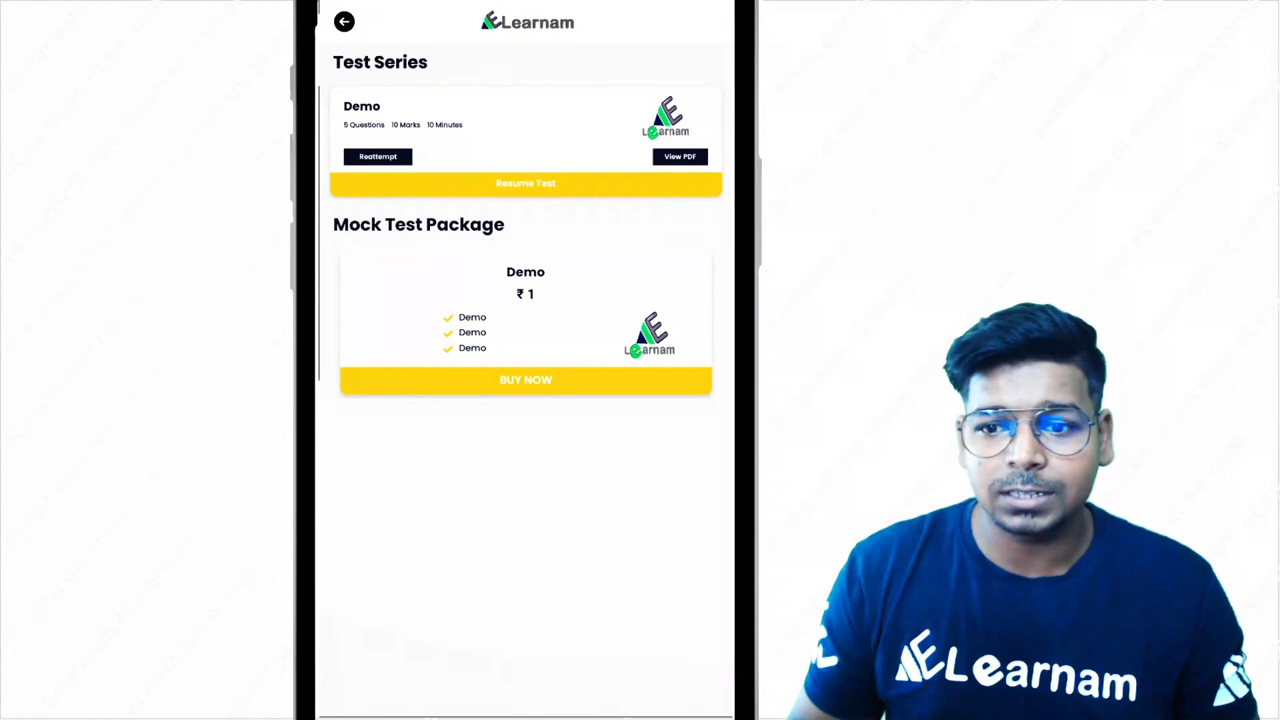 Learnam
Test Series
Demo
5 Questions 10 Marks 10 Minutes
Learnam
Reattempt
View PDF
Resume Test
Mock Test Package
Demo
₹ 1
Demo
Demo
Demo
Learnam
BUY NOW
Learnam